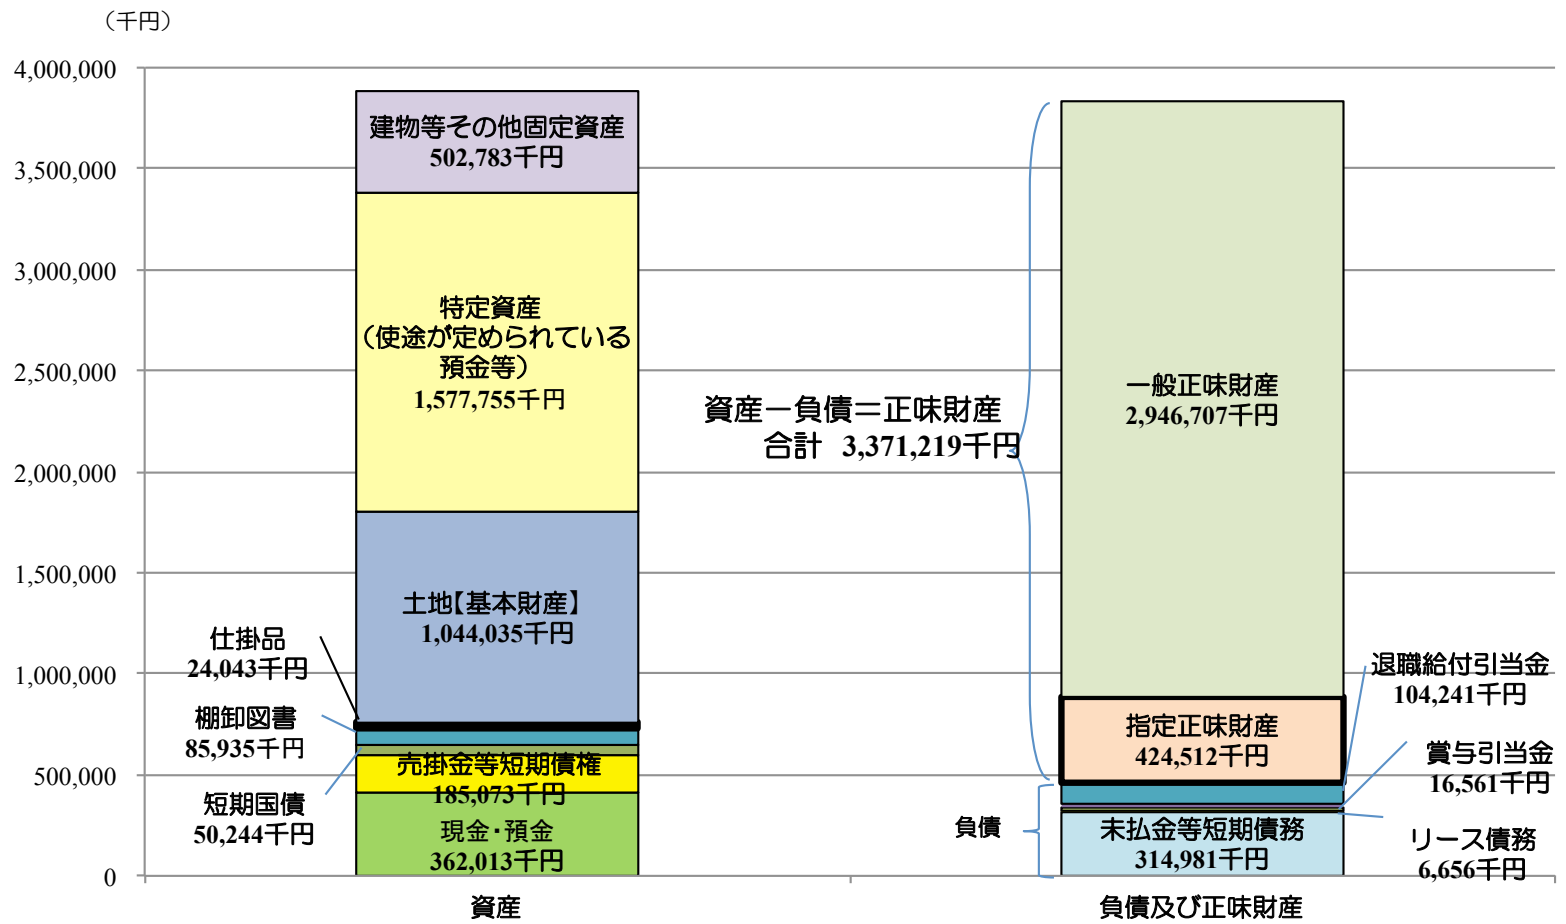 （千円）
4,000,000
3,500,000
3,000,000
2,500,000
2,000,000
1,500,000
1,000,000
500,000
0
建物等その他固定資産
502,783千円
特定資産
（使途が定められている
預金等）
1,577,755千円
土地【基本財産】
1,044,035千円
仕掛品
24,043千円
棚卸図書
85,935千円
短期国債
50,244千円
売掛金等短期債権
185,073千円
現金・預金
362,013千円
資産
資産－負債＝正味財産
合計 3,371,219千円
負債
一般正味財産
2,946,707千円
指定正味財産
424,512千円
未払金等短期債務
314,981千円
退職給付引当金
104,241千円
賞与引当金
16,561千円
リース債務
6,656千円
負債及び正味財産